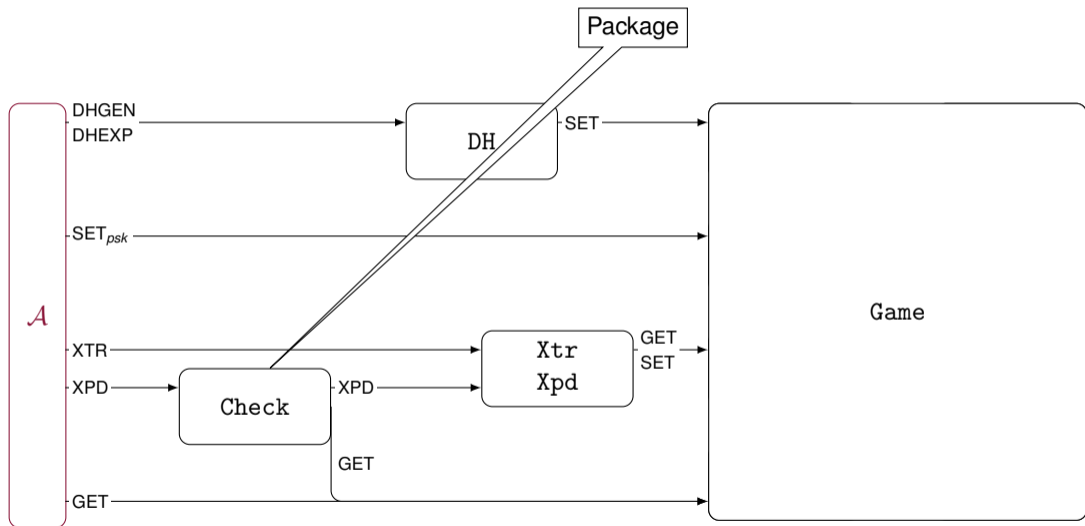 Package
DHGEN
DHEXP
DH
SET
SET_psk
Game
𝒜
XTR
XPD
Check
XPD
Xtr
Xpd
GET
SET
GET
GET